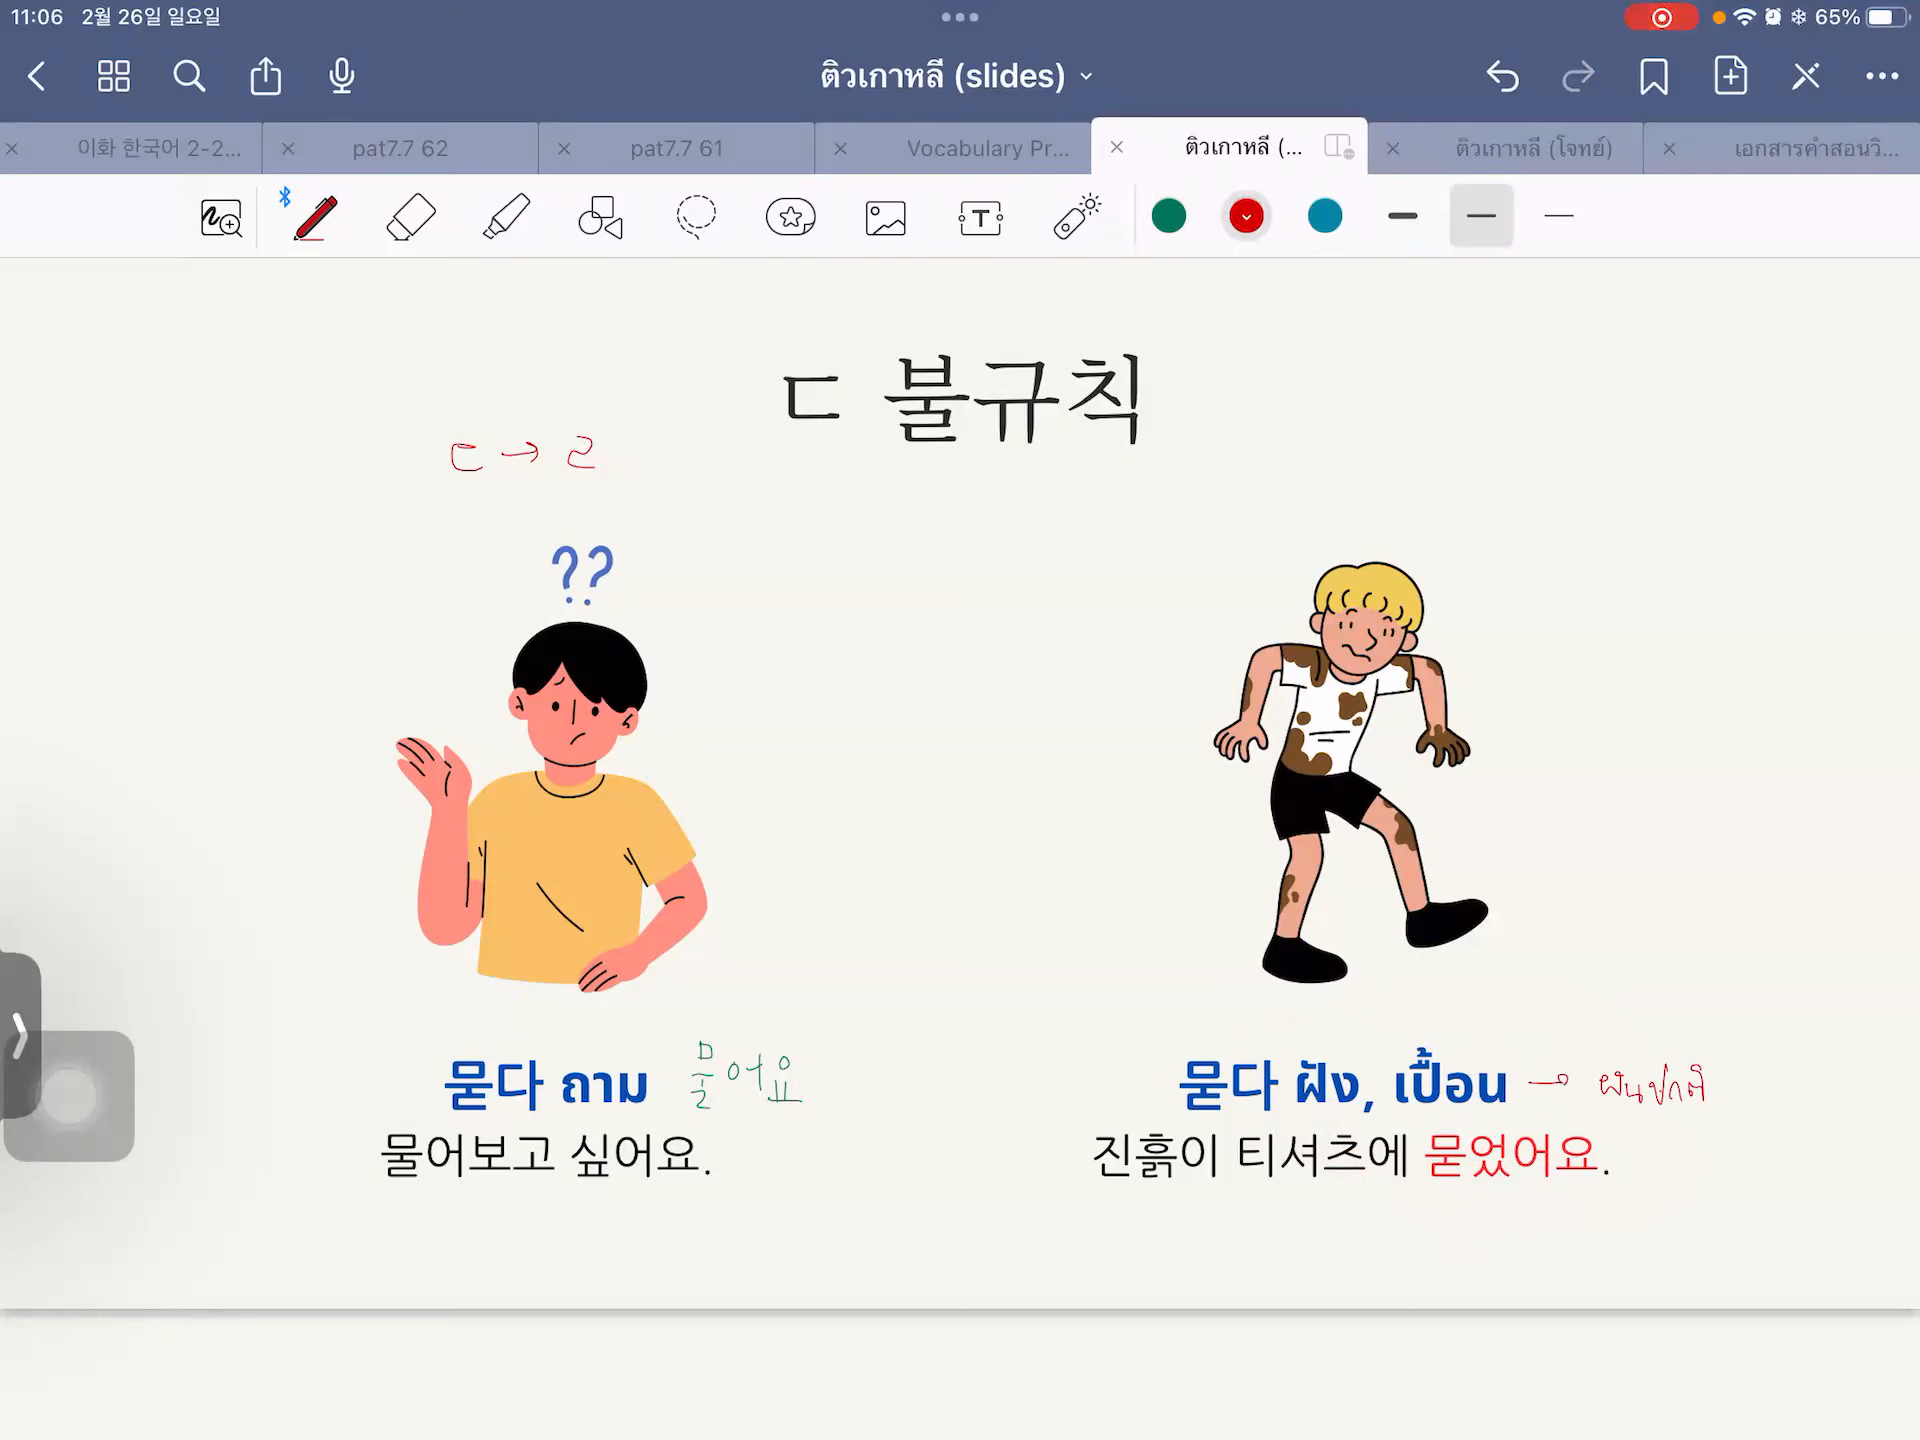 11:06 2월 26일 일요일
65%
ติวเกาหลี (slides)
이화 한국어 2-2...
pat7.7 62
pat7.7 61
Vocabulary Pr...
ติวเกาหลี (...
ติวเกาหลี (โจทย์)
เอกสารคำสอนวิ...
T
ㄷ 불규칙
ㄷ → ㄹ
??
묻다 ถาม 물어요
물어보고 싶어요.
묻다 ฝัง, เปื้อน →
진흙이 티셔츠에 묻었어요.